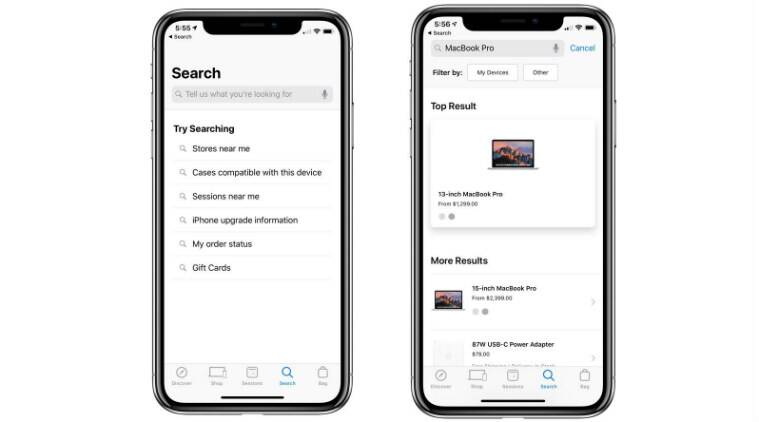 5:55
Search
Search
Tell us what you're looking for
Try Searching
Stores near me
Cases compatible with this device
Sessions near me
iPhone upgrade information
My order status
Gift Cards
Discover
Shop
Sessions
Search
Bag
5:56
Search
MacBook Pro
Cancel
Filter by:
My Devices
Other
Top Result
13-inch MacBook Pro
From $1,299.00
More Results
15-inch MacBook Pro
From $2,399.00
87W USB-C Power Adapter
$79.00
Discover
Shop
Sessions
Search
Bag